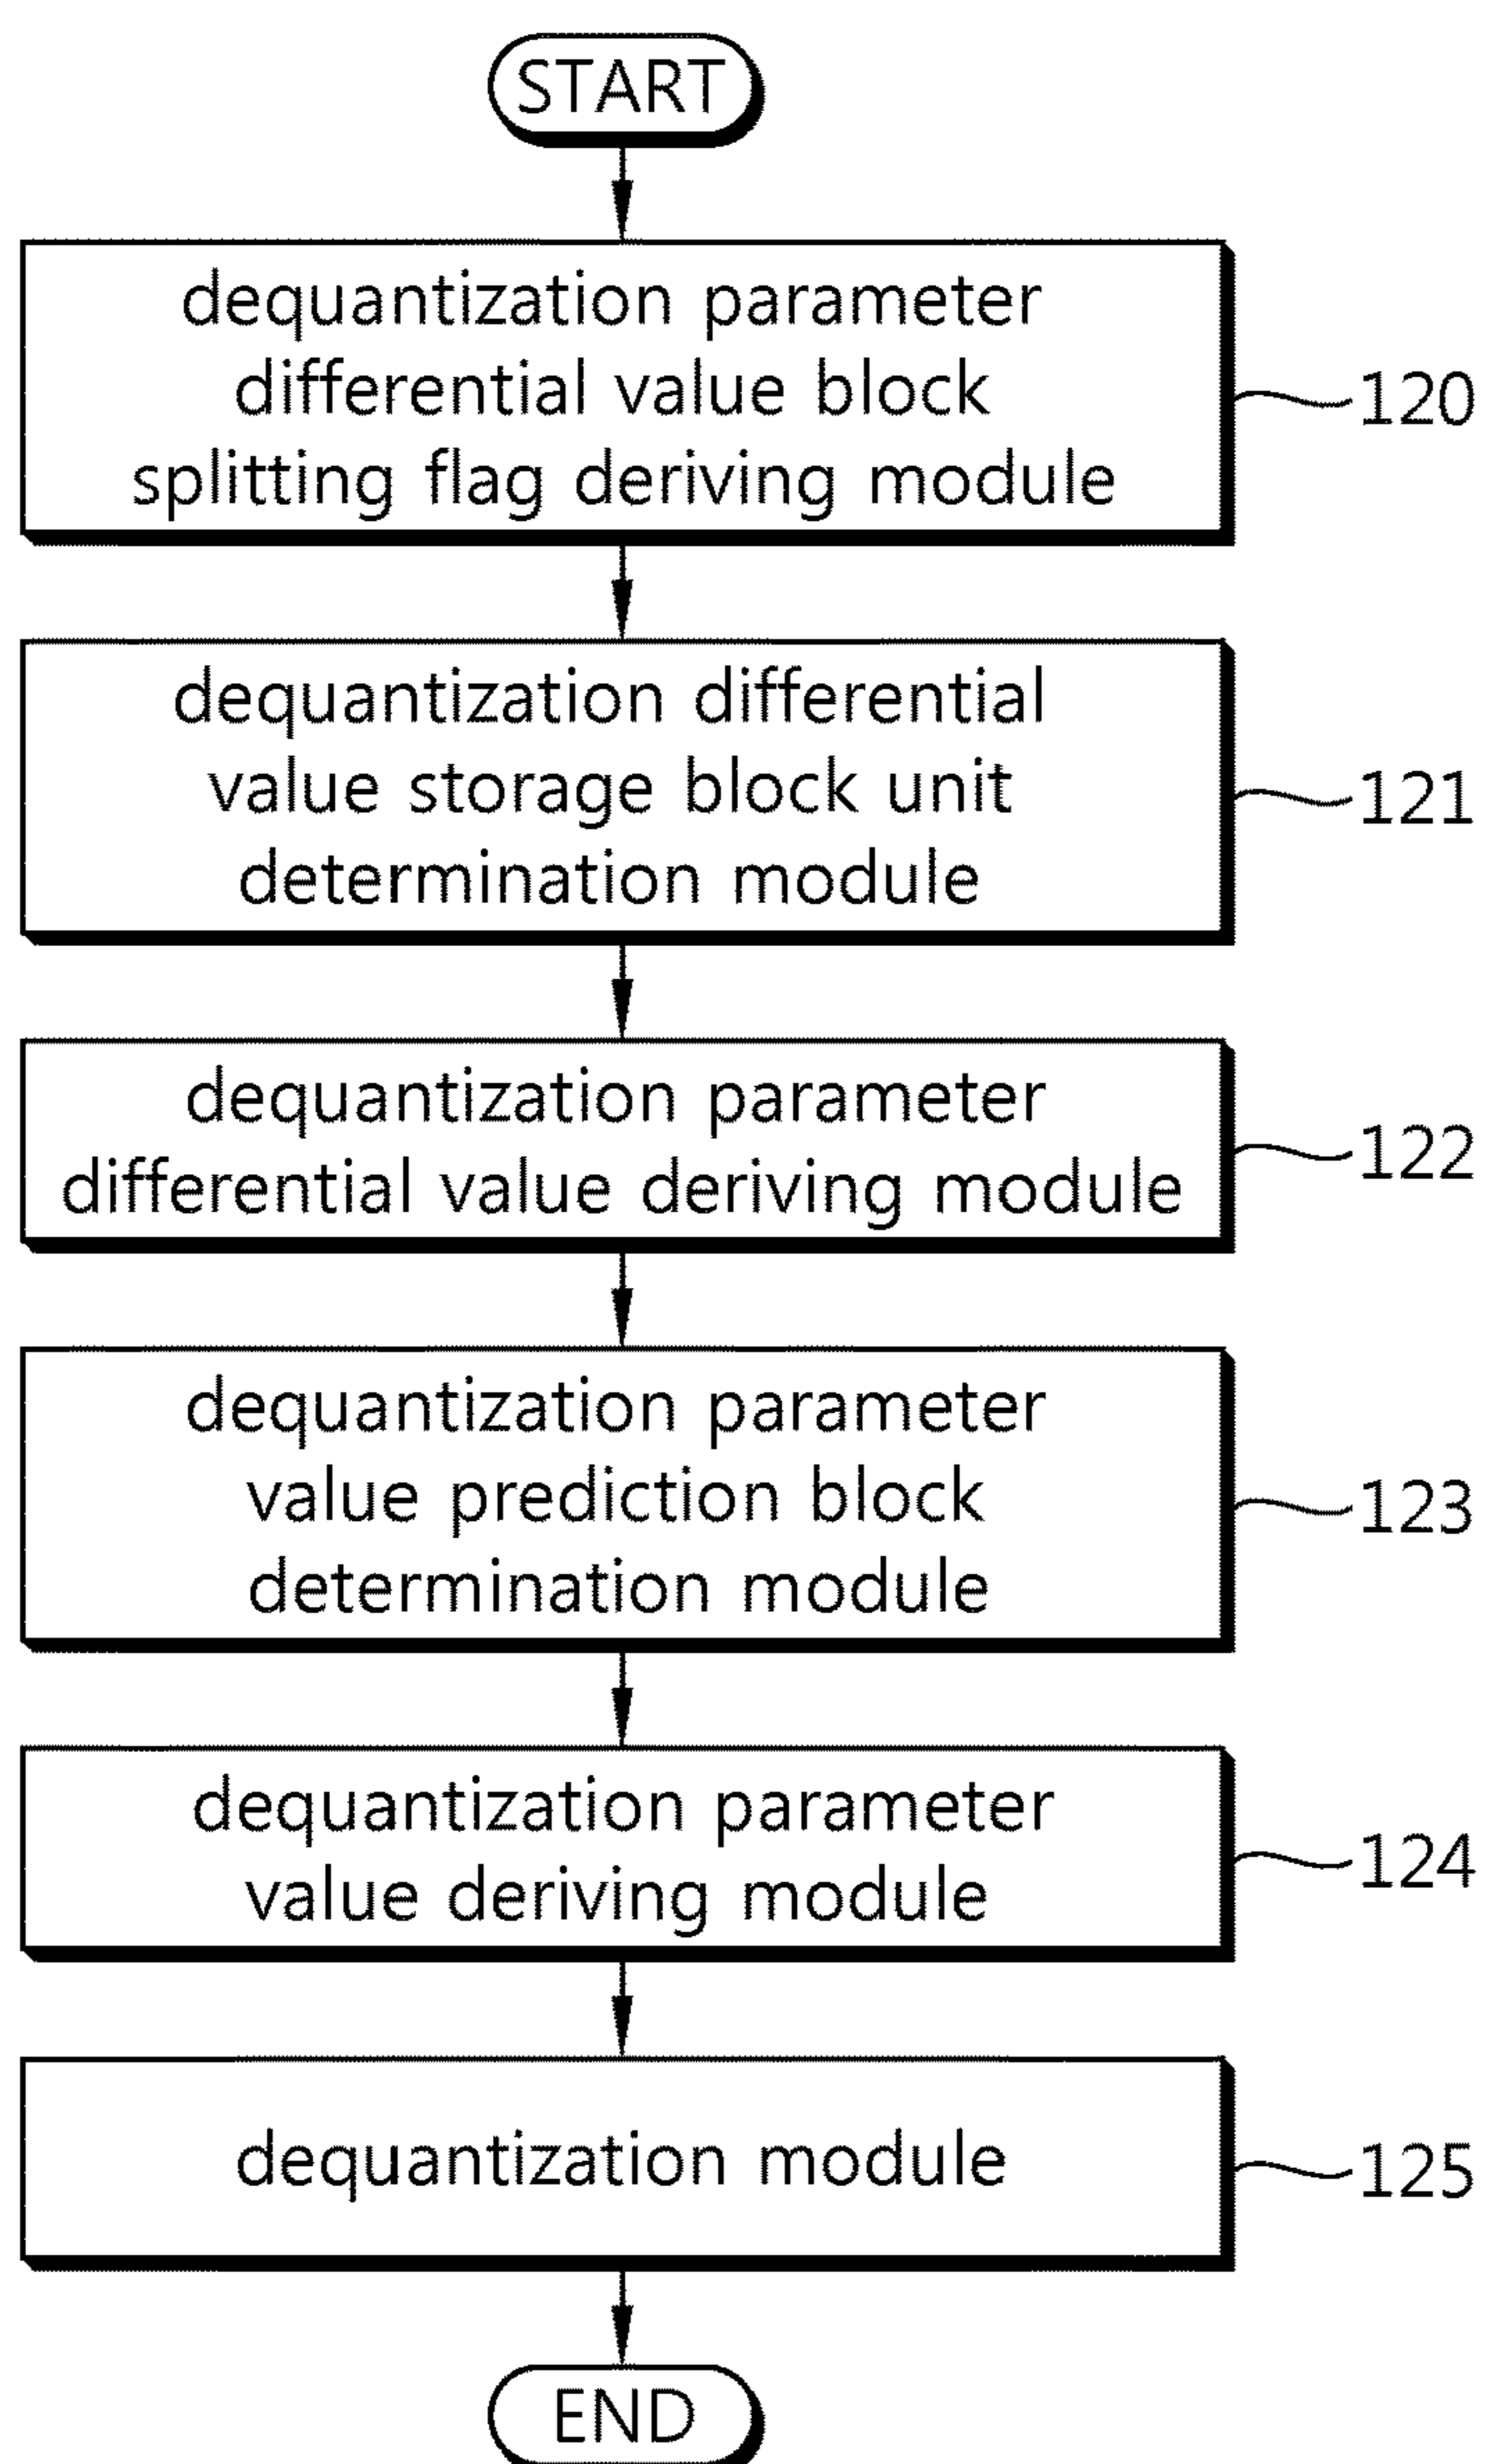 START
dequantization parameter
differential value block
splitting flag deriving module
120
dequantization differential
value storage block unit
determination module
121
dequantization parameter
differential value deriving module
122
dequantization parameter
value prediction block
determination module
123
dequantization parameter
value deriving module
124
dequantization module
125
END